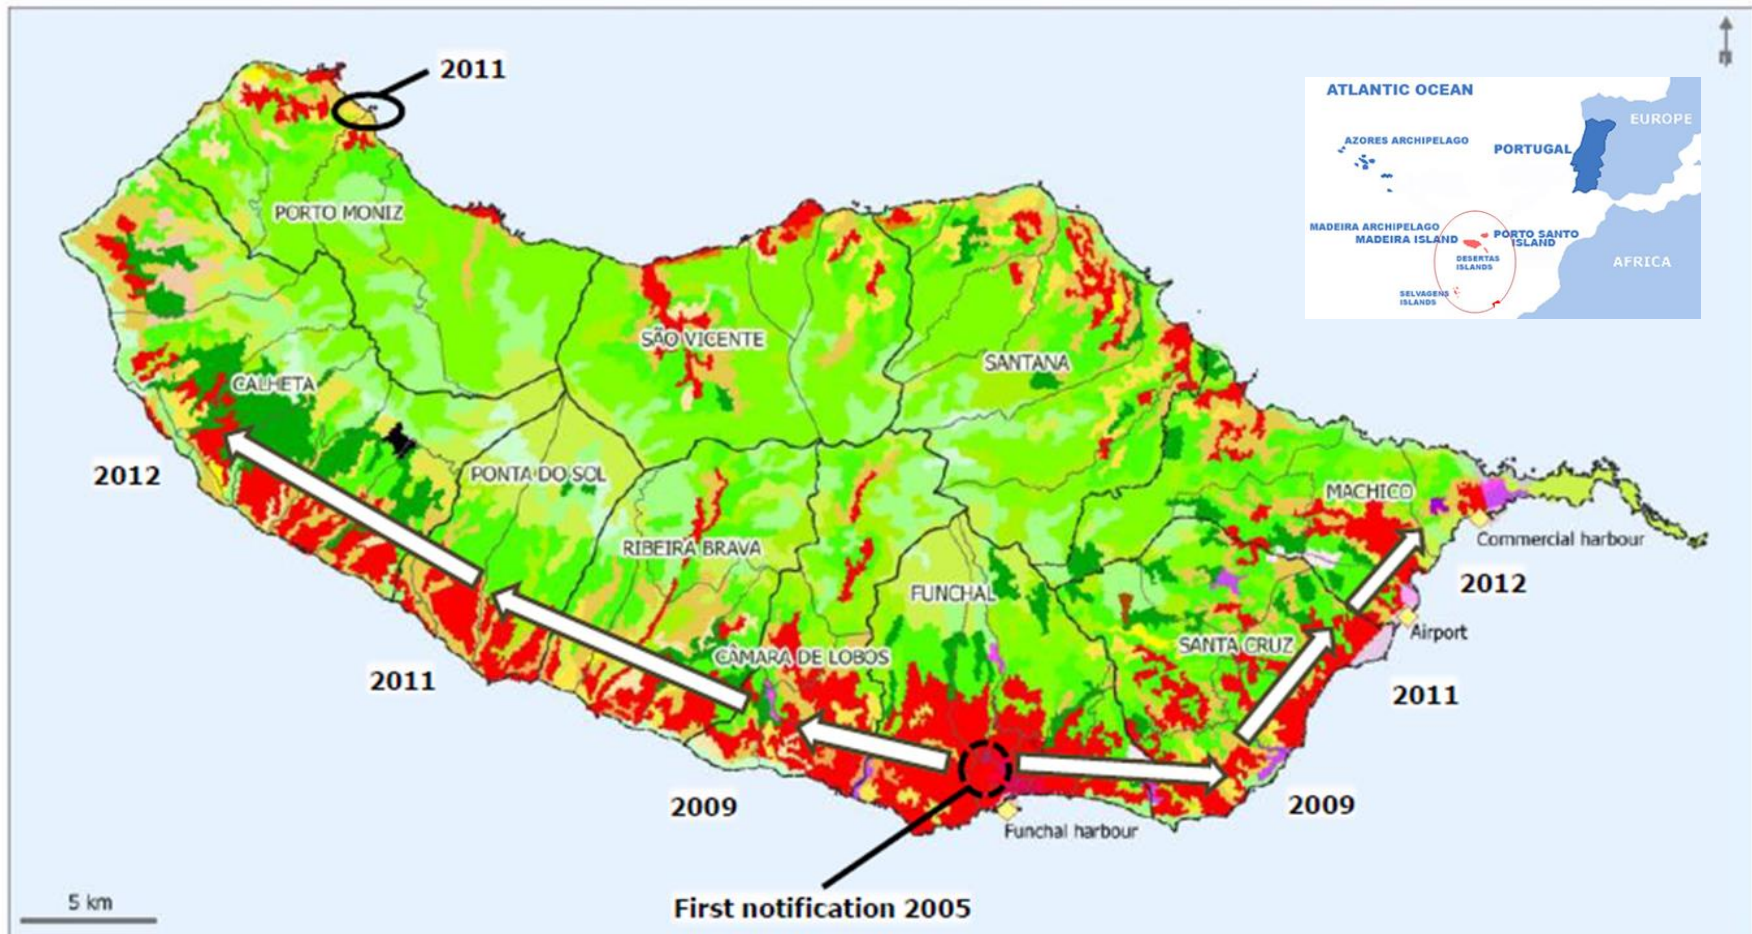 2011
N
ATLANTIC OCEAN
EUROPE
AZORES ARCHIPELAGO
PORTUGAL
MADEIRA ARCHIPELAGO
MADEIRA ISLAND
PORTO SANTO
ISLAND
DESERTAS
ISLANDS
AFRICA
SELVAGENS
ISLANDS
PORTO MONIZ
SÃO VICENTE
SANTANA
CALHETA
2012
PONTA DO SOL
MACHICO
Commercial harbour
RIBEIRA BRAVA
2012
FUNCHAL
Airport
SANTA CRUZ
CÂMARA DE LOBOS
2011
2011
2009
2009
Funchal harbour
5 km
First notification 2005